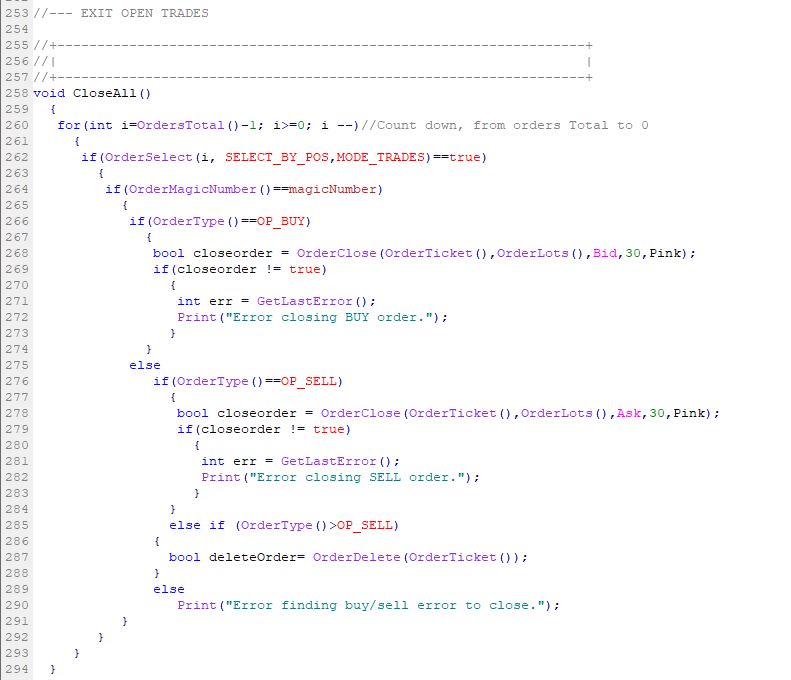 253 //--- EXIT OPEN TRADES
254
255 //+------------------------------------------------------------------+
256 //|                                                                  |
257 //+------------------------------------------------------------------+
258 void CloseAll()
259   {
260    for(int i=OrdersTotal()-1; i>=0; i --)//Count down, from orders Total to 0
261      {
262       if(OrderSelect(i, SELECT_BY_POS,MODE_TRADES)==true)
263         {
264          if(OrderMagicNumber()==magicNumber)
265            {
266             if(OrderType()==OP_BUY)
267               {
268                bool closeorder = OrderClose(OrderTicket(),OrderLots(),Bid,30,Pink);
269                if(closeorder != true)
270                  {
271                   int err = GetLastError();
272                   Print("Error closing BUY order.");
273                  }
274               }
275             else
276                if(OrderType()==OP_SELL)
277                  {
278                   bool closeorder = OrderClose(OrderTicket(),OrderLots(),Ask,30,Pink);
279                   if(closeorder != true)
280                     {
281                      int err = GetLastError();
282                      Print("Error closing SELL order.");
283                     }
284                  }
285                  else if (OrderType()>OP_SELL)
286                {
287                  bool deleteOrder= OrderDelete(OrderTicket());
288                }
289                else
290                   Print("Error finding buy/sell error to close.");
291            }
292         }
293      }
294   }